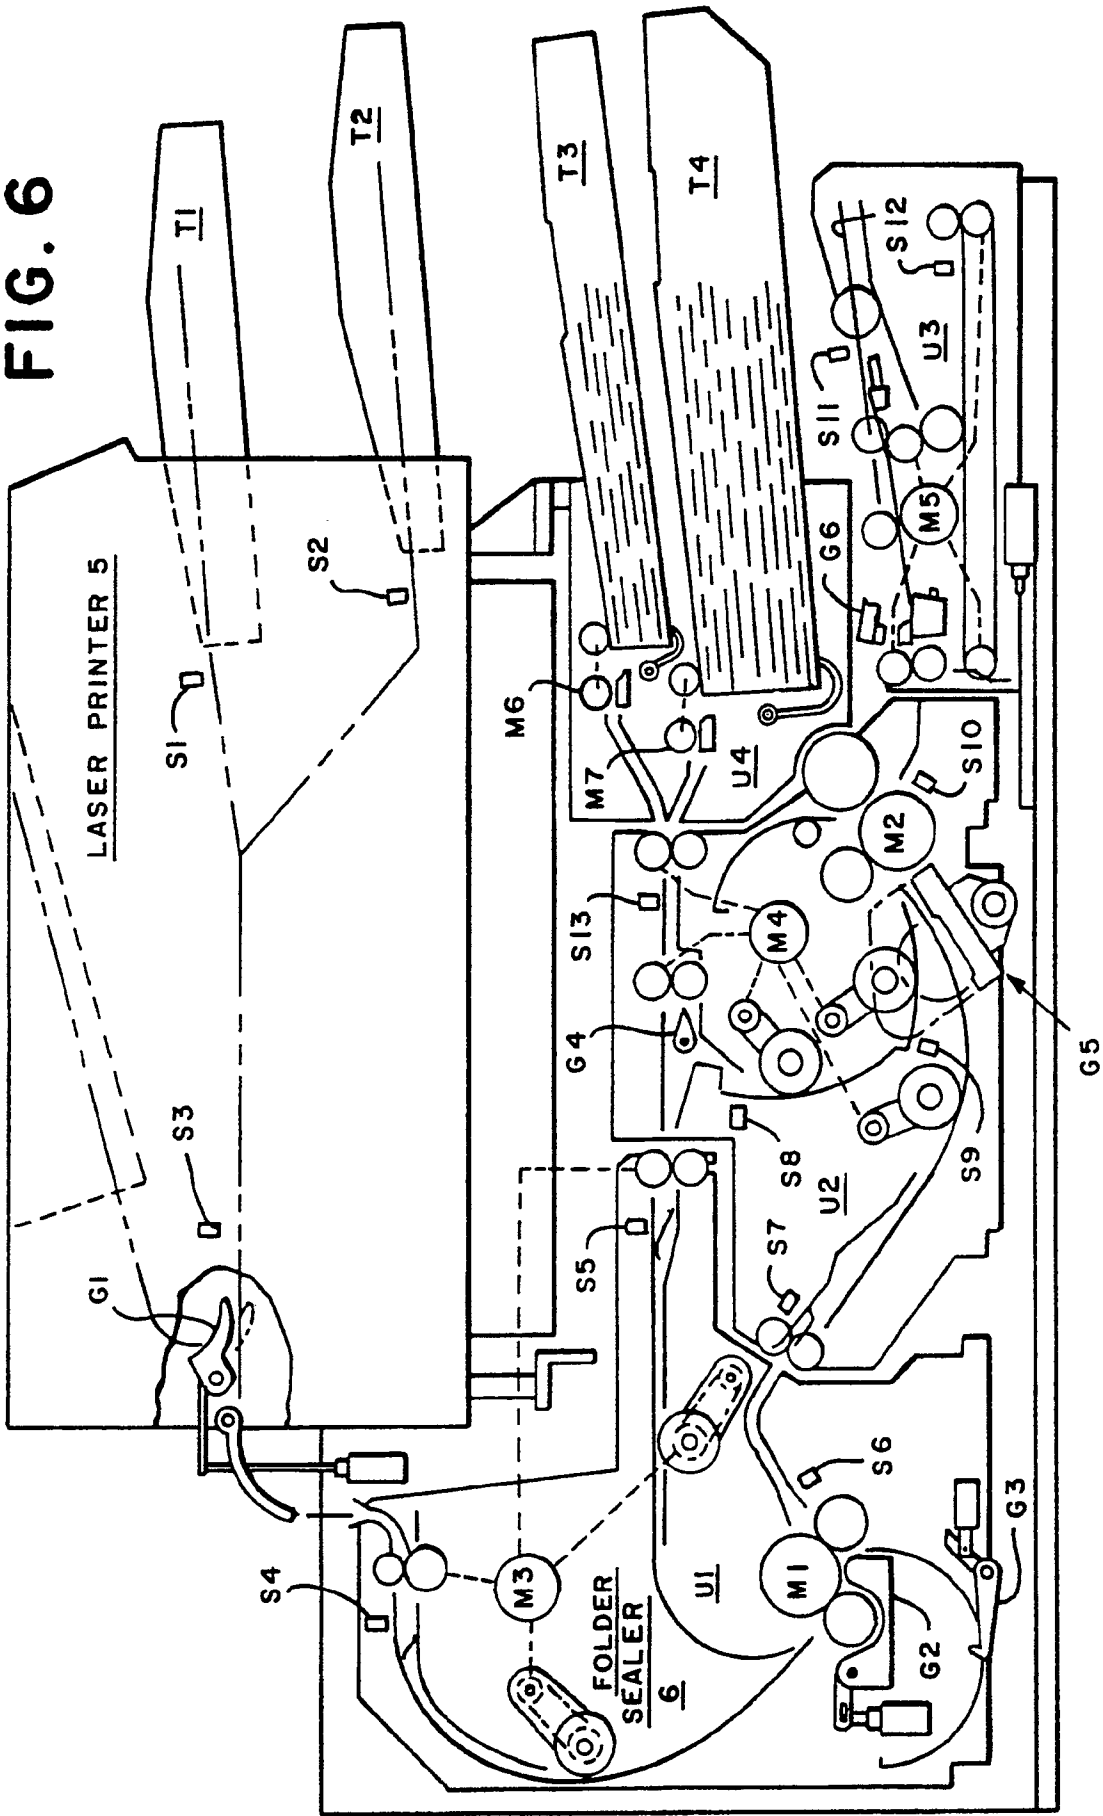 FIG. 6
LASER PRINTER 5
T1
T2
T3
T4
S1
S2
S3
G1
M6
M7
U4
G6
S11
S12
U3
M5
S13
G4
M4
M2
S10
G5
S8
S9
U2
S7
S5
S4
M3
FOLDER
SEALER
6
U1
M1
S6
G2
G3